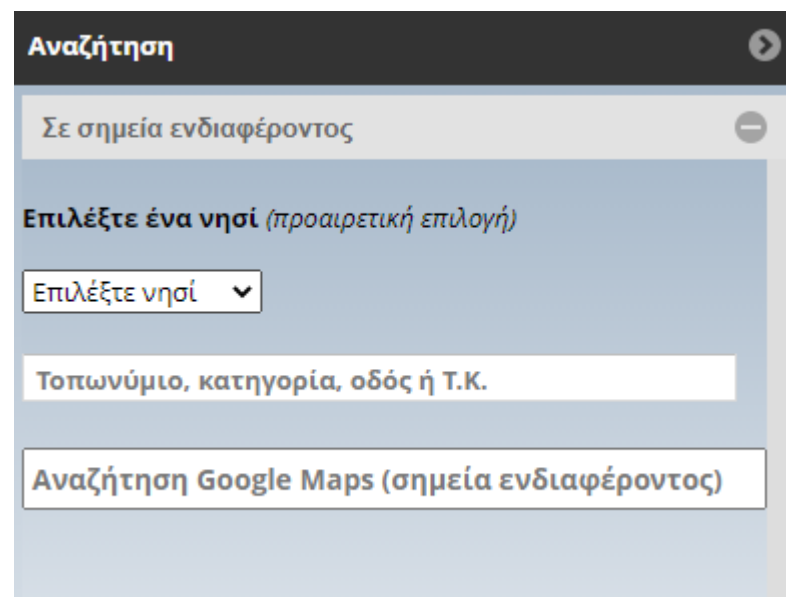 Αναζήτηση
Σε σημεία ενδιαφέροντος
Επιλέξτε ένα νησί (προαιρετική επιλογή)
Επιλέξτε νησί
Τοπωνύμιο, κατηγορία, οδός ή Τ.Κ.
Αναζήτηση Google Maps (σημεία ενδιαφέροντος)